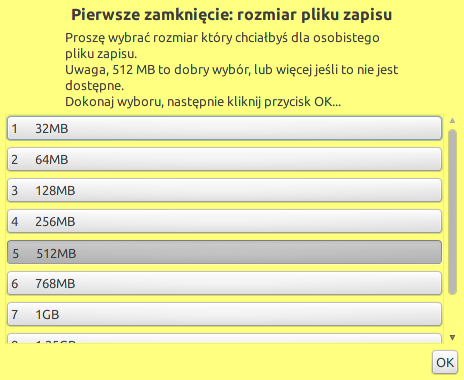 Pierwsze zamknięcie: rozmiar pliku zapisu
Proszę wybrać rozmiar który chciałbyś dla osobistego
pliku zapisu.
Uwaga, 512 MB to dobry wybór, lub więcej jeśli to nie jest
dostępne.
Dokonaj wyboru, następnie kliknij przycisk OK...
1 32MB
2 64MB
3 128MB
4 256MB
5 512MB
6 768MB
7 1GB
OK